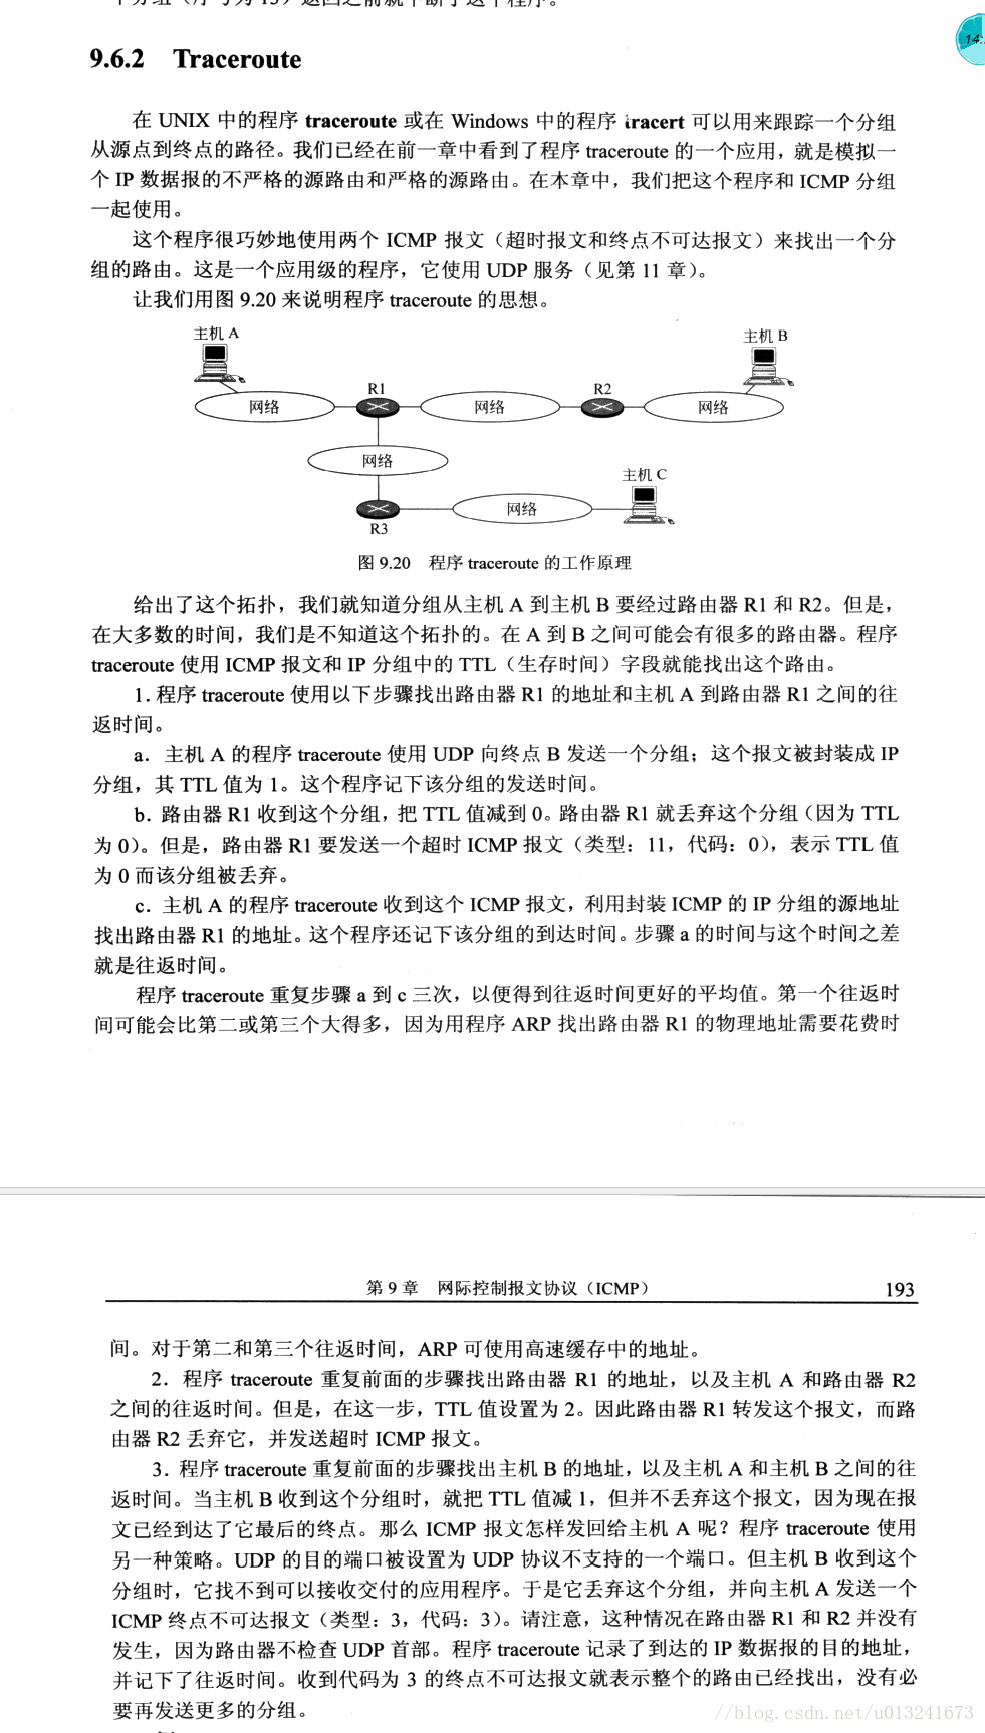 个分组（序号为 13）返回之前就中断了这个程序。
14:
9.6.2 Traceroute
在 UNIX 中的程序 traceroute 或在 Windows 中的程序 tracert 可以用来跟踪一个分组
从源点到终点的路径。我们已经在前一章中看到了程序 traceroute 的一个应用，就是模拟一
个 IP 数据报的不严格的源路由和严格的源路由。在本章中，我们把这个程序和 ICMP 分组
一起使用。
这个程序很巧妙地使用两个 ICMP 报文（超时报文和终点不可达报文）来找出一个分
组的路由。这是一个应用级的程序，它使用 UDP 服务（见第 11 章）。
让我们用图 9.20 来说明程序 traceroute 的思想。
主机 A
主机 B
R1
R2
网络
网络
网络
网络
主机 C
网络
R3
图 9.20 程序 traceroute 的工作原理
给出了这个拓扑，我们就知道分组从主机 A 到主机 B 要经过路由器 R1 和 R2。但是，
在大多数的时间，我们是不知道这个拓扑的。在 A 到 B 之间可能会有很多的路由器。程序
traceroute 使用 ICMP 报文和 IP 分组中的 TTL（生存时间）字段就能找出这个路由。
1. 程序 traceroute 使用以下步骤找出路由器 R1 的地址和主机 A 到路由器 R1 之间的往
返时间。
a．主机 A 的程序 traceroute 使用 UDP 向终点 B 发送一个分组；这个报文被封装成 IP
分组，其 TTL 值为 1。这个程序记下该分组的发送时间。
b．路由器 R1 收到这个分组，把 TTL 值减到 0。路由器 R1 就丢弃这个分组（因为 TTL
为 0）。但是，路由器 R1 要发送一个超时 ICMP 报文（类型：11，代码：0），表示 TTL 值
为 0 而该分组被丢弃。
c．主机 A 的程序 traceroute 收到这个 ICMP 报文，利用封装 ICMP 的 IP 分组的源地址
找出路由器 R1 的地址。这个程序还记下该分组的到达时间。步骤 a 的时间与这个时间之差
就是往返时间。
程序 traceroute 重复步骤 a 到 c 三次，以便得到往返时间更好的平均值。第一个往返时
间可能会比第二或第三个大得多，因为用程序 ARP 找出路由器 R1 的物理地址需要花费时
第 9 章 网际控制报文协议（ICMP）
193
间。对于第二和第三个往返时间，ARP 可使用高速缓存中的地址。
2．程序 traceroute 重复前面的步骤找出路由器 R1 的地址，以及主机 A 和路由器 R2
之间的往返时间。但是，在这一步，TTL 值设置为 2。因此路由器 R1 转发这个报文，而路
由器 R2 丢弃它，并发送超时 ICMP 报文。
3．程序 traceroute 重复前面的步骤找出主机 B 的地址，以及主机 A 和主机 B 之间的往
返时间。当主机 B 收到这个分组时，就把 TTL 值减 1，但并不丢弃这个报文，因为现在报
文已经到达了它最后的终点。那么 ICMP 报文怎样发回给主机 A 呢？程序 traceroute 使用
另一种策略。UDP 的目的端口被设置为 UDP 协议不支持的一个端口。但主机 B 收到这个
分组时，它找不到可以接收交付的应用程序。于是它丢弃这个分组，并向主机 A 发送一个
ICMP 终点不可达报文（类型：3，代码：3）。请注意，这种情况在路由器 R1 和 R2 并没有
发生，因为路由器不检查 UDP 首部。程序 traceroute 记录了到达的 IP 数据报的目的地址，
并记下了往返时间。收到代码为 3 的终点不可达报文就表示整个的路由已经找出，没有必
要再发送更多的分组。
//blog.csdn.net/u013241673